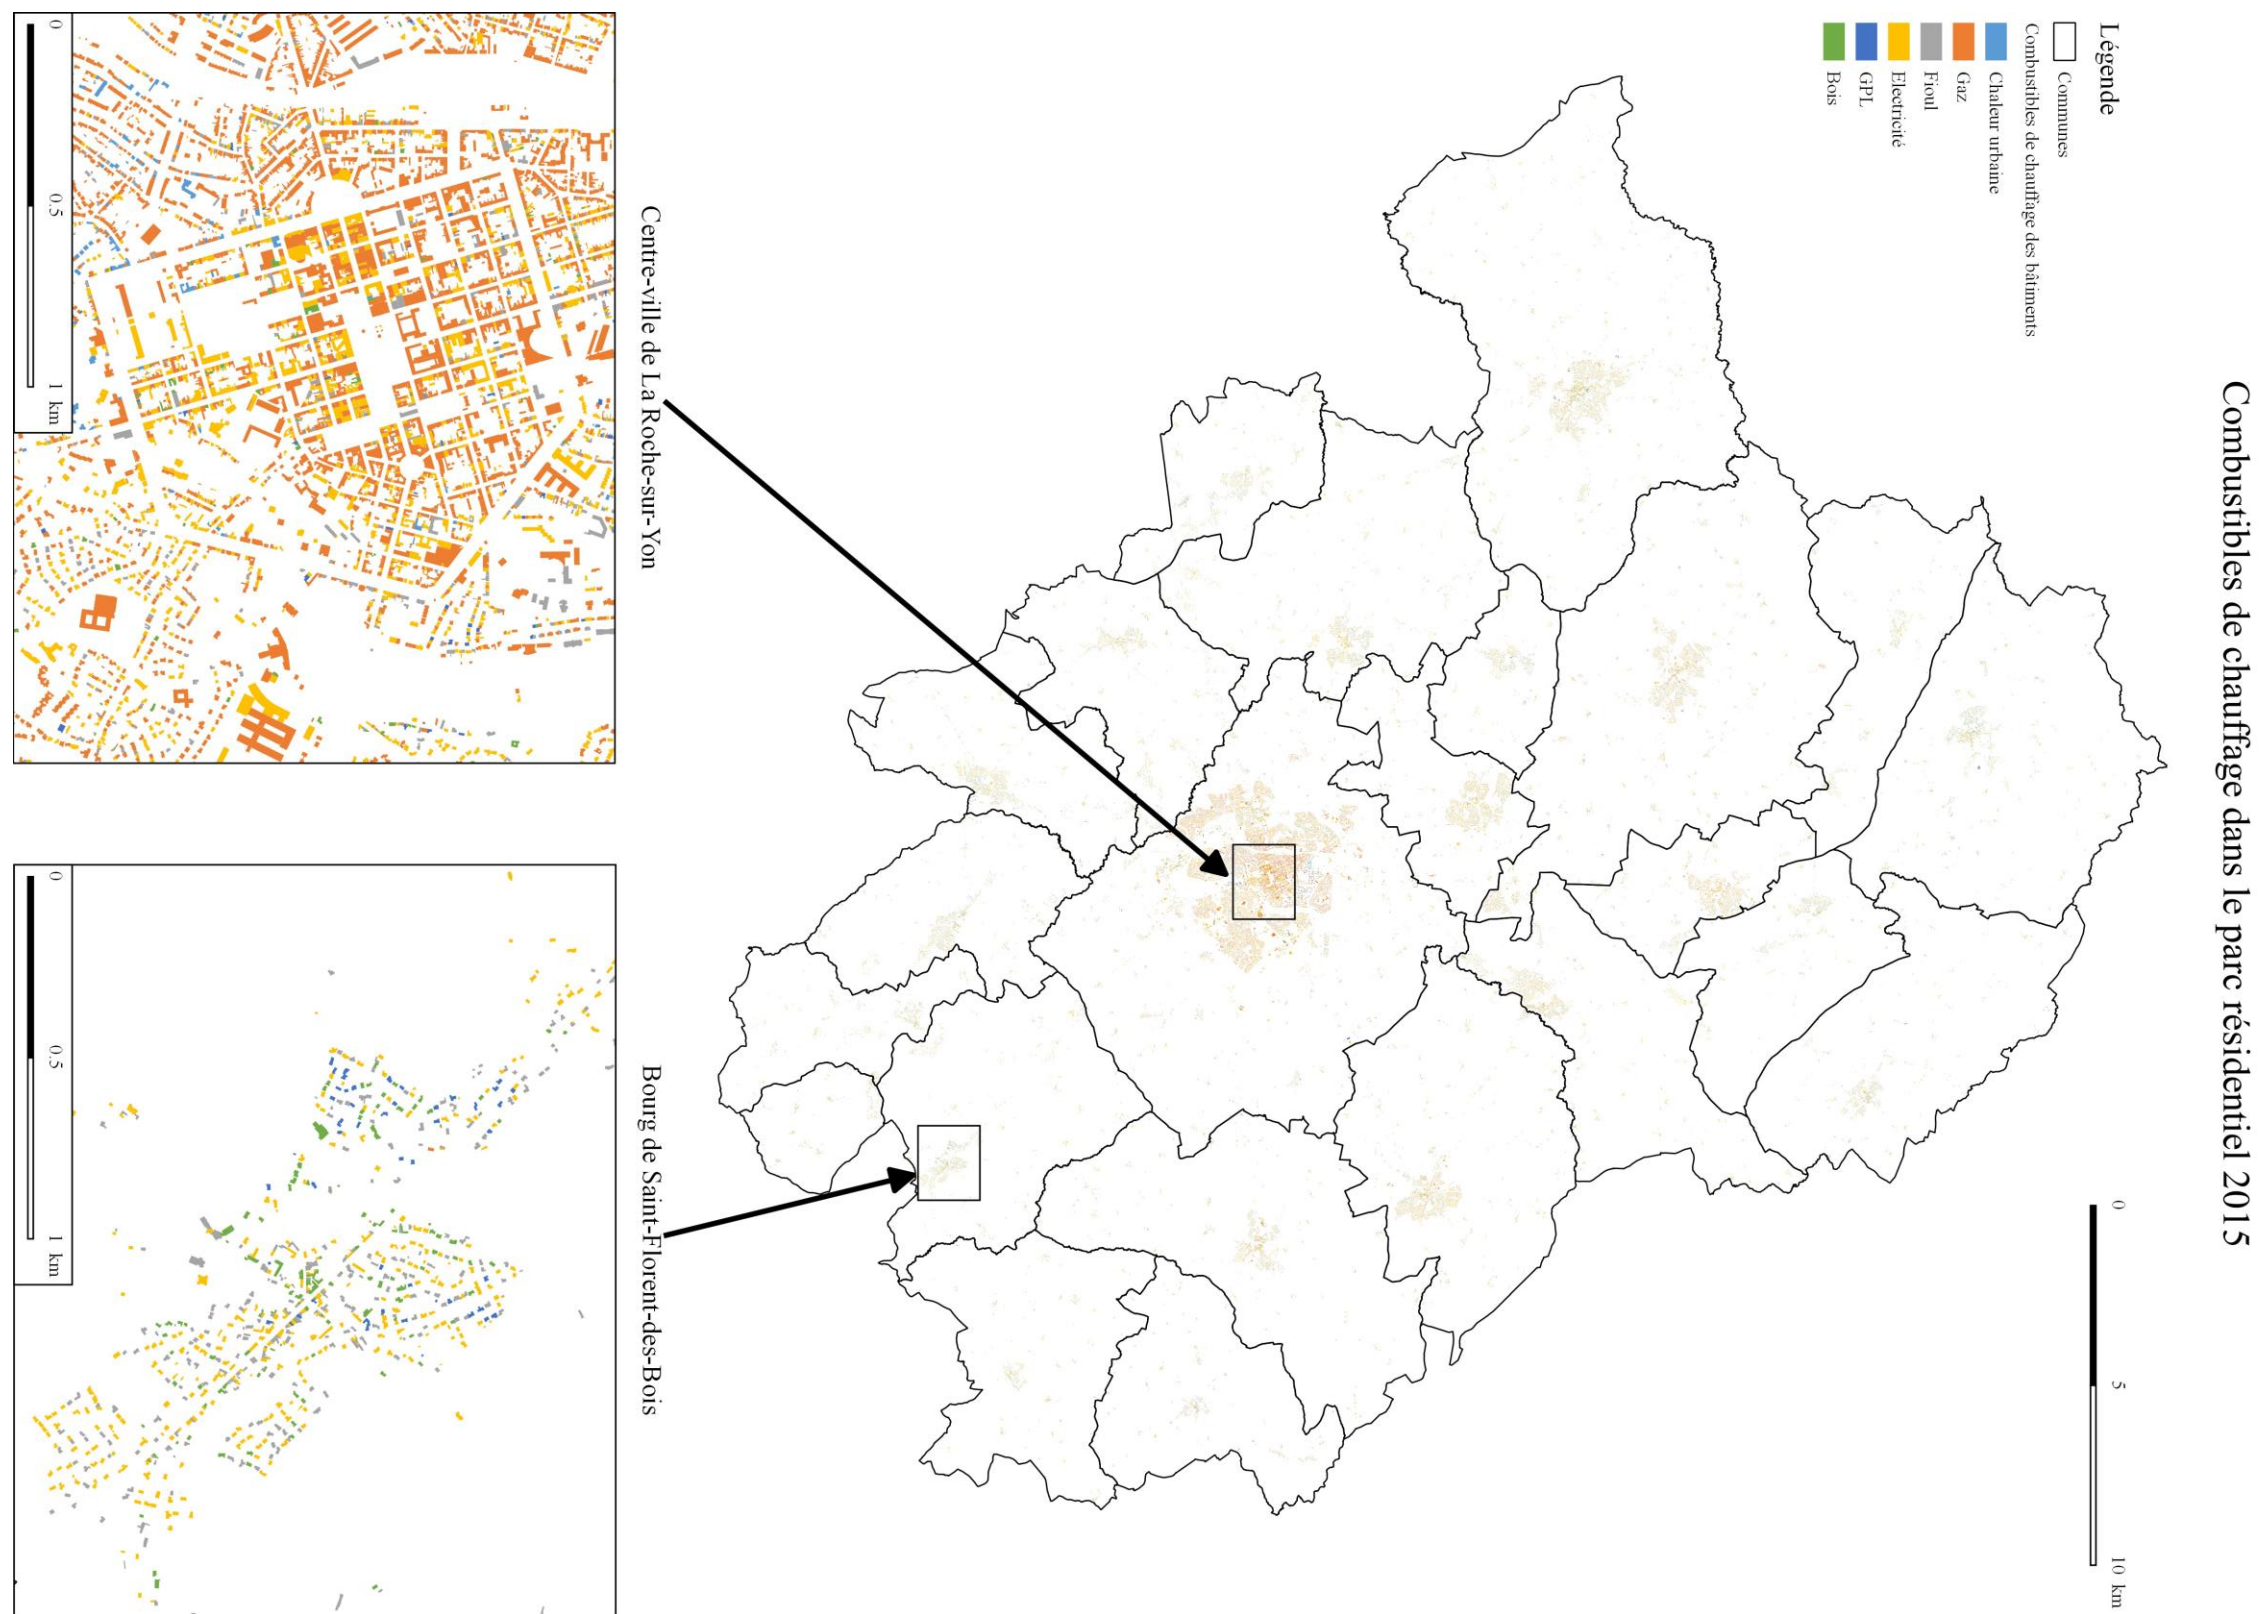 Combustibles de chauffage dans le parc résidentiel 2015
Légende
Communes
Combustibles de chauffage des bâtiments
Chaleur urbaine
Gaz
Fioul
Electricité
GPL
Bois
0 5 10 km
Centre-ville de La Roche-sur-Yon
Bourg de Saint-Florent-des-Bois
0 0.5 1 km
0 0.5 1 km